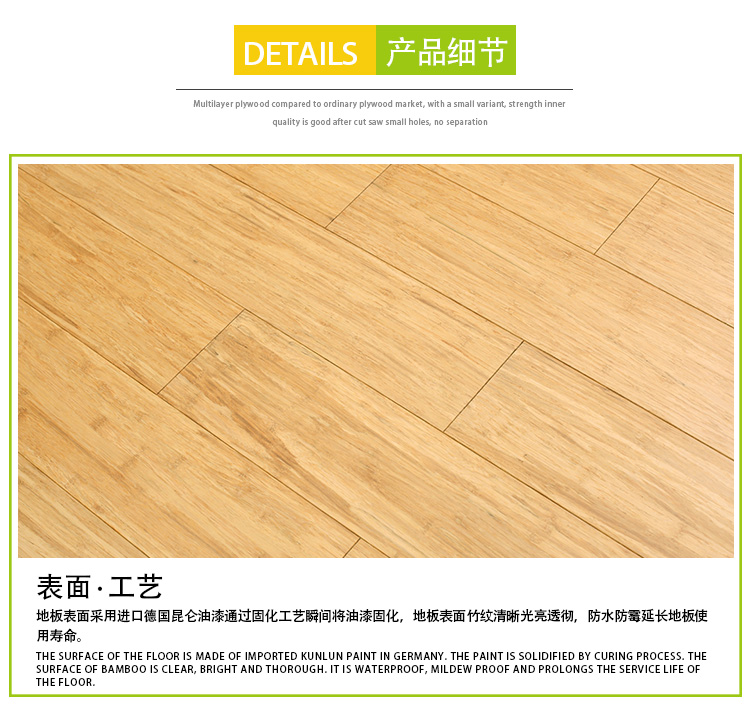 DETAILS 产品细节
Multilayer plywood compared to ordinary plywood market, with a small variant, strength inner
quality is good after cut saw small holes, no separation
表面·工艺
地板表面采用进口德国昆仑油漆通过固化工艺瞬间将油漆固化，地板表面竹纹清晰光亮透彻，防水防霉延长地板使
用寿命。
THE SURFACE OF THE FLOOR IS MADE OF IMPORTED KUNLUN PAINT IN GERMANY. THE PAINT IS SOLIDIFIED BY CURING PROCESS. THE
SURFACE OF BAMBOO IS CLEAR, BRIGHT AND THOROUGH. IT IS WATERPROOF, MILDEW PROOF AND PROLONGS THE SERVICE LIFE OF
THE FLOOR.